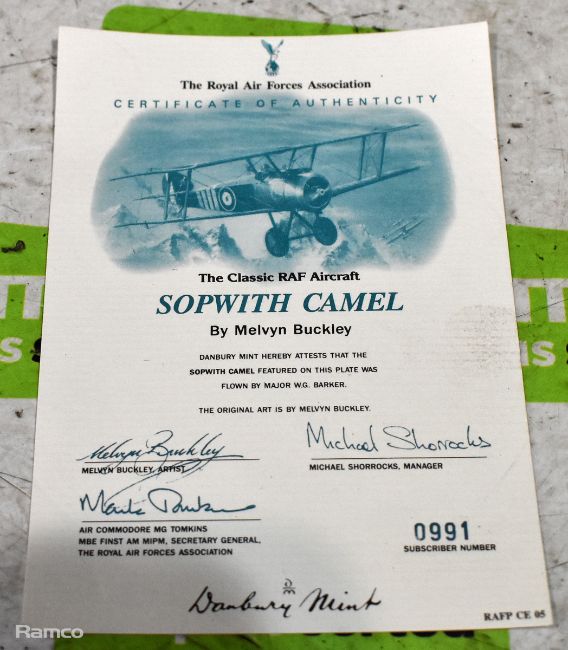 The Royal Air Forces Association
CERTIFICATE OF AUTHENTICITY
The Classic RAF Aircraft
SOPWITH CAMEL
By Melvyn Buckley
DANBURY MINT HEREBY ATTESTS THAT THE
SOPWITH CAMEL FEATURED ON THIS PLATE WAS
FLOWN BY MAJOR W.G. BARKER.
THE ORIGINAL ART IS BY MELVYN BUCKLEY.
Melvyn Buckley
MELVYN BUCKLEY, ARTIST
Michael Shorrocks
MICHAEL SHORROCKS, MANAGER
Tomkins
AIR COMMODORE MG TOMKINS
MBE FINST AM MIPM, SECRETARY GENERAL,
THE ROYAL AIR FORCES ASSOCIATION
0991
SUBSCRIBER NUMBER
Danbury Mint
RAFP CE 05
Ramco